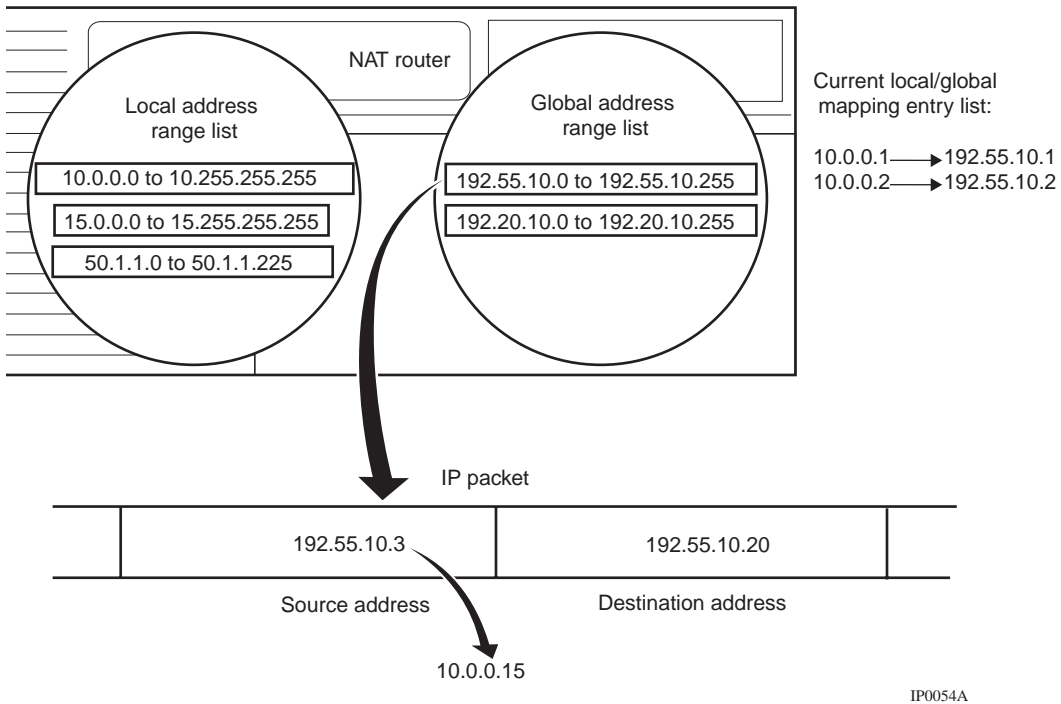 NAT router
Local address
range list
10.0.0.0 to 10.255.255.255
15.0.0.0 to 15.255.255.255
50.1.1.0 to 50.1.1.225
Global address
range list
192.55.10.0 to 192.55.10.255
192.20.10.0 to 192.20.10.255
Current local/global
mapping entry list:
10.0.0.1 192.55.10.1
10.0.0.2 192.55.10.2
IP packet
192.55.10.3
192.55.10.20
Source address
Destination address
10.0.0.15
IP0054A